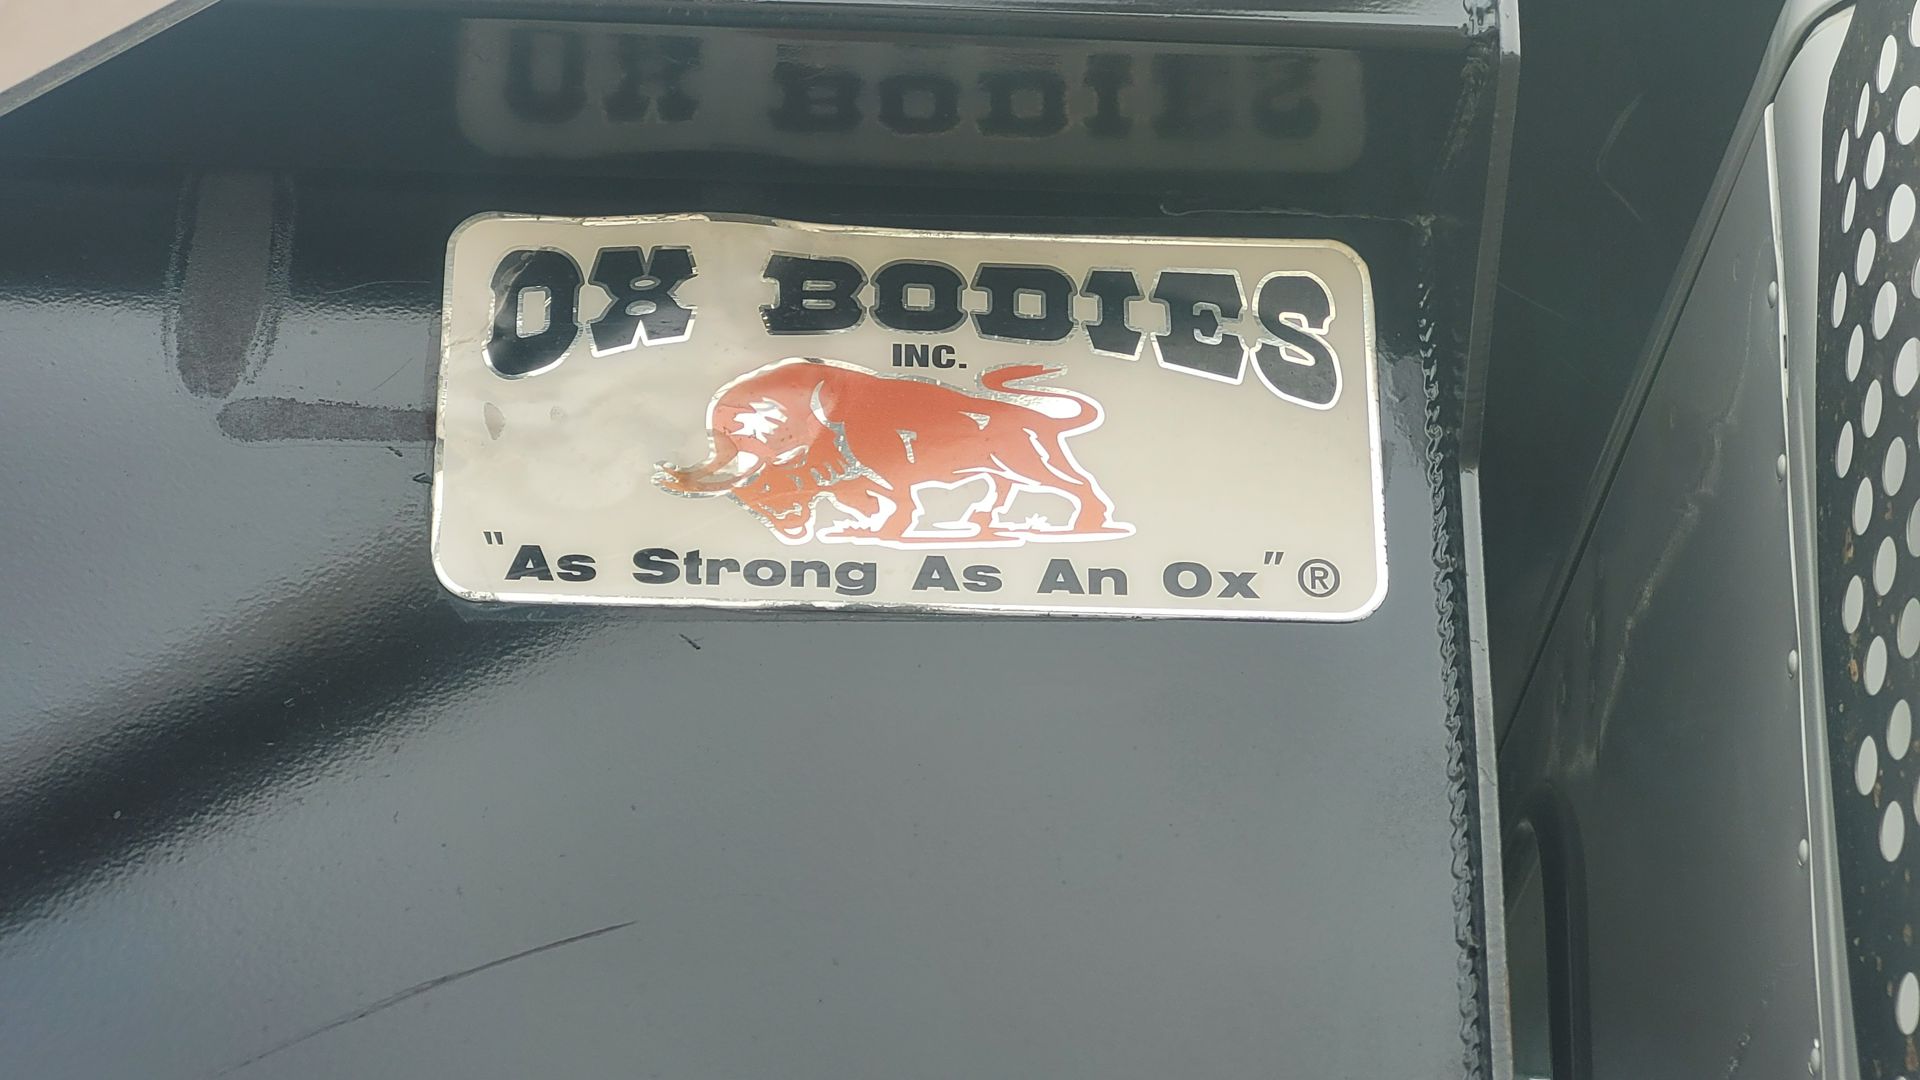 OX BODIES
INC.
"As Strong As An Ox"®